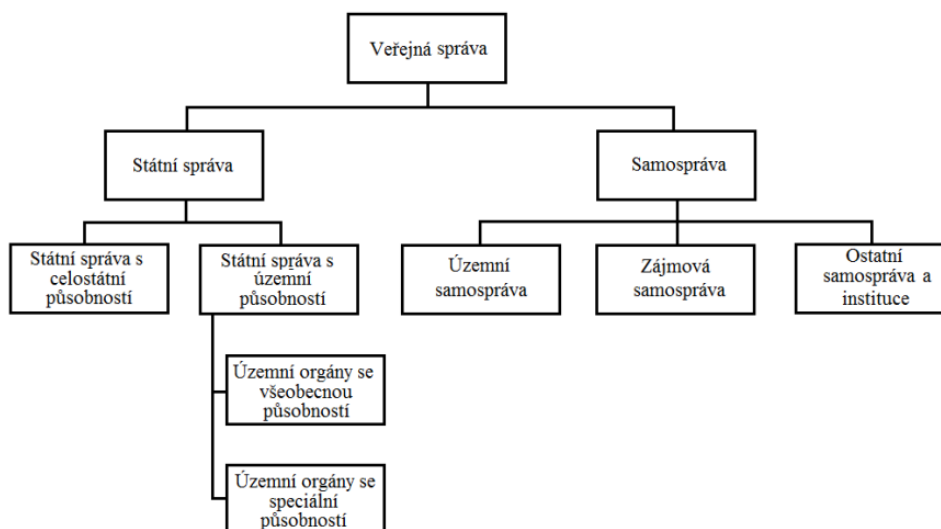 Veřejná správa
Státní správa
Samospráva
Státní správa s
celostátní
působností
Státní správa s
území
působností
Územní
samospráva
Zájmová
samospráva
Ostatní
samospráva a
instituce
Územní orgány se
všeobecnou
působností
Územní orgány se
speciální
působností